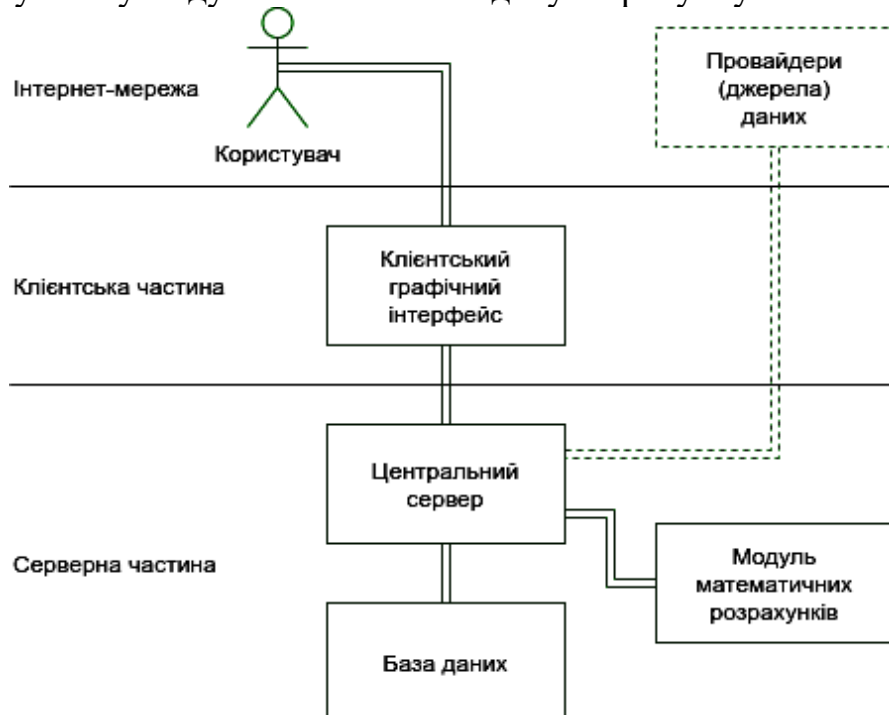 Інтернет-мережа
Користувач
Провайдери
(джерела)
даних
Клієнтська частина
Клієнтський
графічний
інтерфейс
Серверна частина
Центральний
сервер
Модуль
математичних
розрахунків
База даних